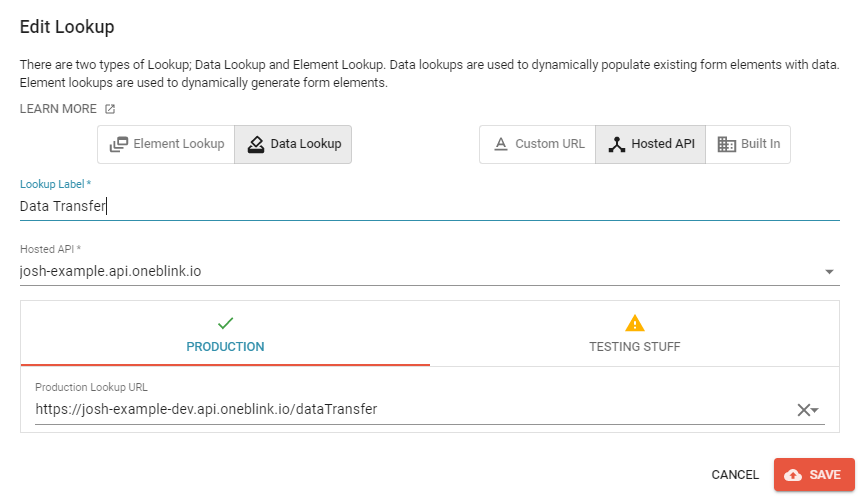 Edit Lookup
There are two types of Lookup; Data Lookup and Element Lookup. Data lookups are used to dynamically populate existing form elements with data.
Element lookups are used to dynamically generate form elements.
LEARN MORE
Element Lookup Data Lookup Custom URL Hosted API Built In
Lookup Label *
Data Transfer
Hosted API *
josh-example.api.oneblink.io
PRODUCTION TESTING STUFF
Production Lookup URL
https://josh-example-dev.api.oneblink.io/dataTransfer
CANCEL SAVE